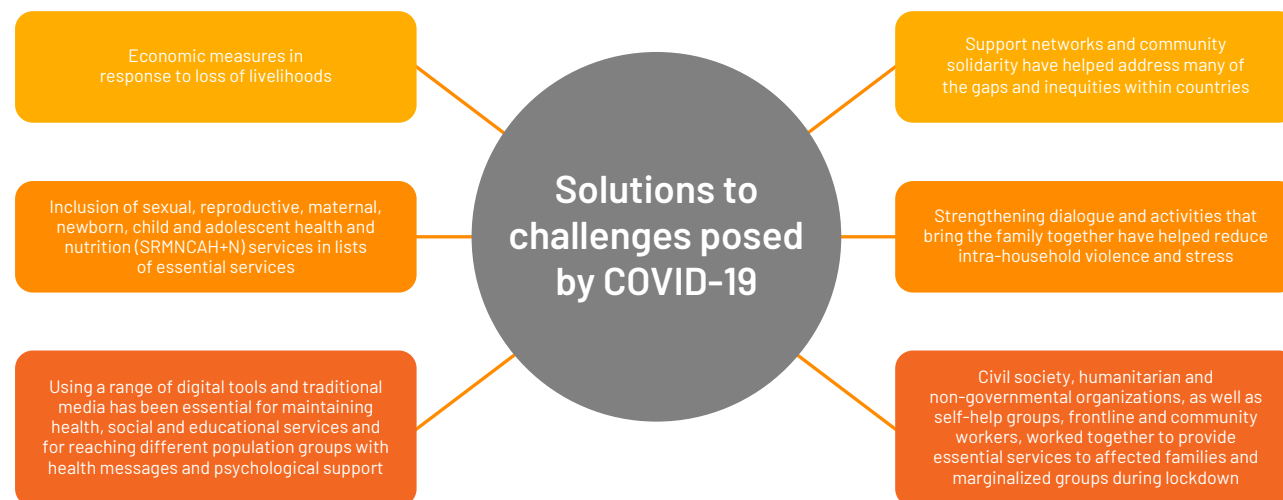 Economic measures in
response to loss of livelihoods
Inclusion of sexual, reproductive, maternal,
newborn, child and adolescent health and
nutrition (SRMNCAH+N) services in lists
of essential services
Using a range of digital tools and traditional
media has been essential for maintaining
health, social and educational services and
for reaching different population groups with
health messages and psychological support
Solutions to
challenges posed
by COVID-19
Support networks and community
solidarity have helped address many of
the gaps and inequities within countries
Strengthening dialogue and activities that
bring the family together have helped reduce
intra-household violence and stress
Civil society, humanitarian and
non-governmental organizations, as well as
self-help groups, frontline and community
workers, worked together to provide
essential services to affected families and
marginalized groups during lockdown